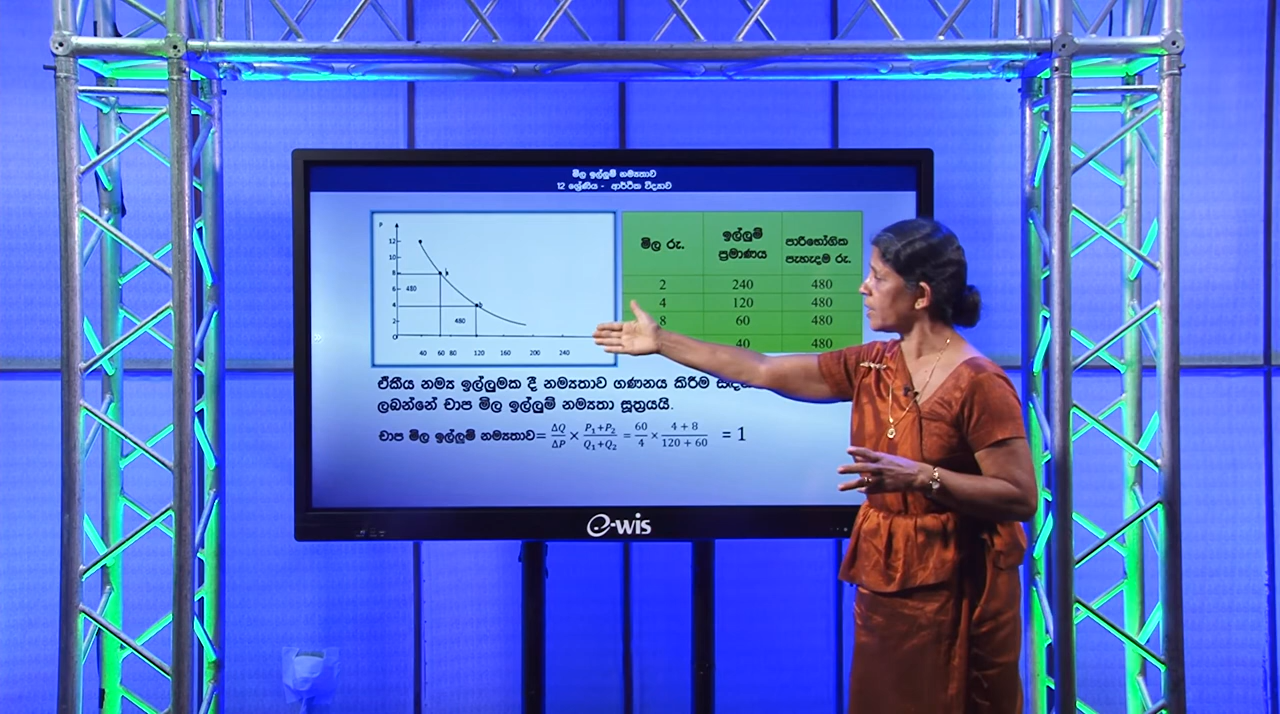 මිල ඉල්ලුම් නම්‍යතාව
12 ශ්‍රේණිය - ආර්ථික විද්‍යාව
P
12
10
8
6
4
2
0
480
480
40 60 80 120 160 200 240
මිල රු. ඉල්ලුම් ප්‍රමාණය පාරිභෝගික පැහැදම රු.
2 240 480
4 120 480
8 60 480
40 480
ඒකීය නම්‍ය ඉල්ලුමක දී නම්‍යතාව ගණනය කිරීම
ලබන්නේ චාප මිල ඉල්ලුම් නම්‍යතා සූත්‍රයයි.
චාප මිල ඉල්ලුම් නම්‍යතාව= ΔQ/ΔP × P₁+P₂/Q₁+Q₂ = 60/4 × 4 + 8/120 + 60 = 1
e-wis